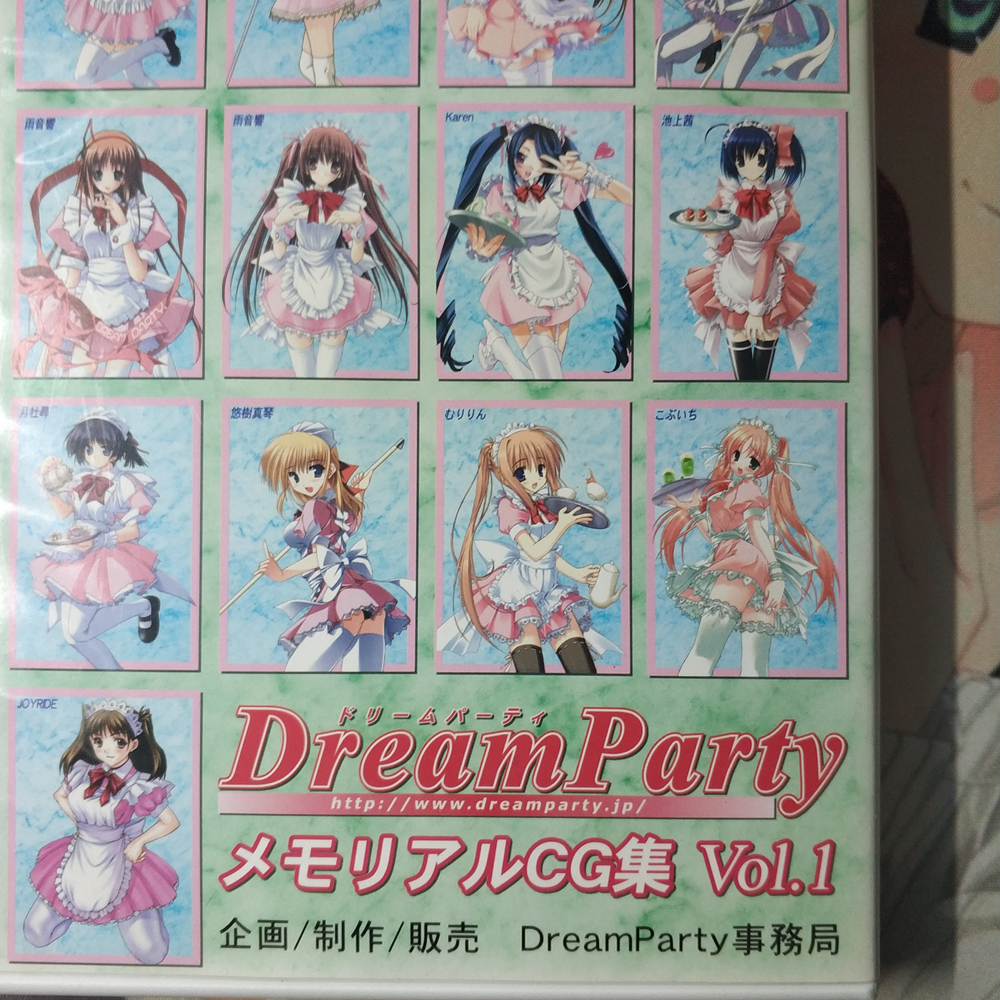 雨音響
雨音響
Karen
池上茜
月杜尋
悠樹真琴
むりりん
こぶいち
JOYRIDE
ドリームパーティ
DreamParty
http://www.dreamparty.jp/
メモリアルCG集 Vol.1
企画/制作/販売 DreamParty事務局